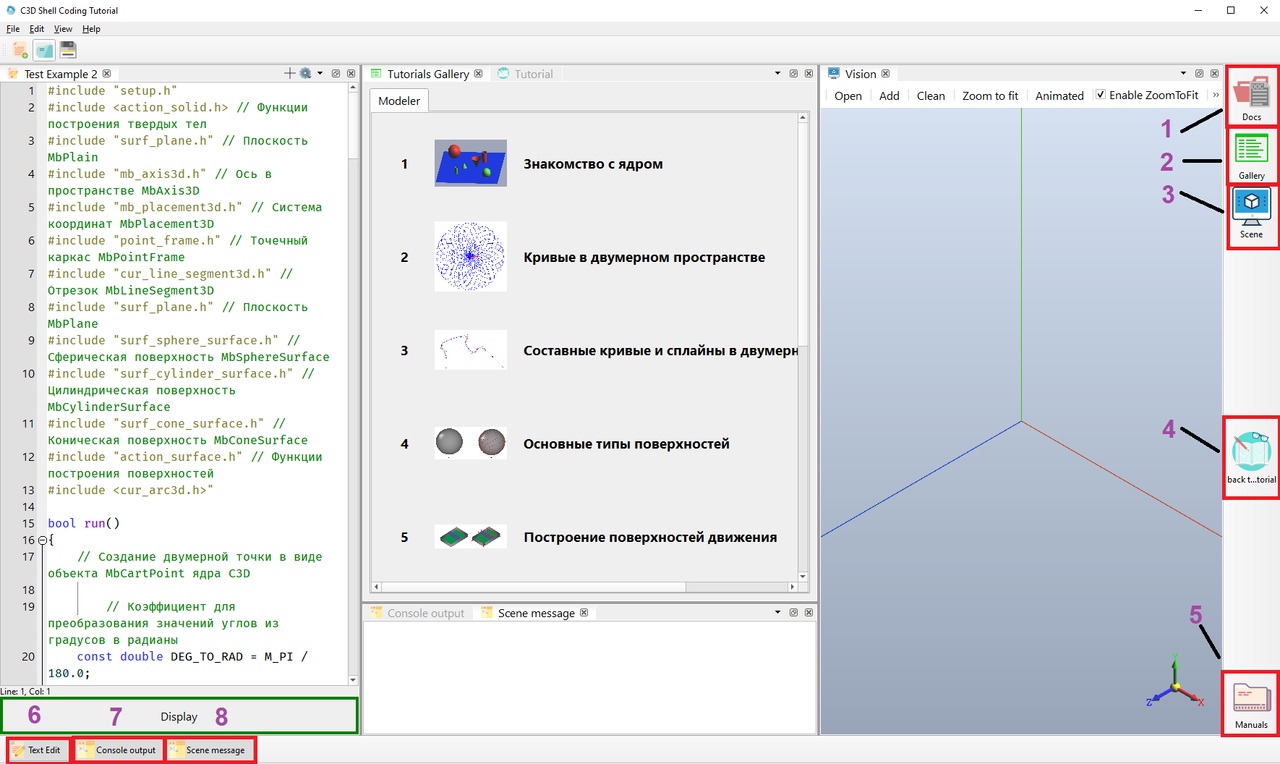 C3D Shell Coding Tutorial
File Edit View Help
Test Example 2
1 #include "setup.h"
2 #include <action_solid.h> // Функции
построения твердых тел
3 #include "surf_plane.h" // Плоскость
MbPlain
4 #include "mb_axis3d.h" // Ось в
пространстве MbAxis3D
5 #include "mb_placement3d.h" // Система
координат MbPlacement3D
6 #include "point_frame.h" // Точечный
каркас MbPointFrame
7 #include "cur_line_segment3d.h" //
Отрезок MbLineSegment3D
8 #include "surf_plane.h" // Плоскость
MbPlane
9 #include "surf_sphere_surface.h" //
Сферическая поверхность MbSphereSurface
10 #include "surf_cylinder_surface.h" //
Цилиндрическая поверхность
MbCylinderSurface
11 #include "surf_cone_surface.h" //
Коническая поверхность MbConeSurface
12 #include "action_surface.h" // Функции
построения поверхностей
13 #include <cur_arc3d.h>"
14
15 bool run()
16 {
17 // Создание двумерной точки в виде
объекта MbCartPoint ядра C3D
18
19 // Коэффициент для
преобразования значений углов из
градусов в радианы
20 const double DEG_TO_RAD = M_PI /
180.0;
Line: 1, Col: 1
6 7 Display 8
Text Edit Console output Scene message
Tutorials Gallery Tutorial
Modeler
1 Знакомство с ядром
2 Кривые в двумерном пространстве
3 Составные кривые и сплайны в двумерн
4 Основные типы поверхностей
5 Построение поверхностей движения
Console output Scene message
Vision
Open Add Clean Zoom to fit Animated Enable ZoomToFit »
Y
Z X
1 Docs
2 Gallery
3 Scene
4 back t...torial
5 Manuals